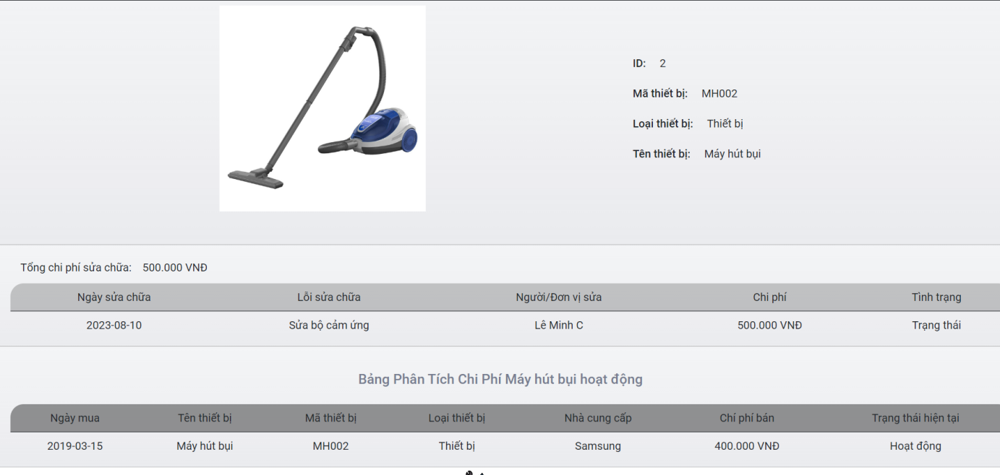 ID: 2
Mã thiết bị: MH002
Loại thiết bị: Thiết bị
Tên thiết bị: Máy hút bụi
Tổng chi phí sửa chữa: 500.000 VNĐ
Ngày sửa chữa Lỗi sửa chữa Người/Đơn vị sửa Chi phí Tình trạng
2023-08-10 Sửa bộ cảm ứng Lê Minh C 500.000 VNĐ Trạng thái
Bảng Phân Tích Chi Phí Máy hút bụi hoạt động
Ngày mua Tên thiết bị Mã thiết bị Loại thiết bị Nhà cung cấp Chí phí bán Trạng thái hiện tại
2019-03-15 Máy hút bụi MH002 Thiết bị Samsung 400.000 VNĐ Hoạt động